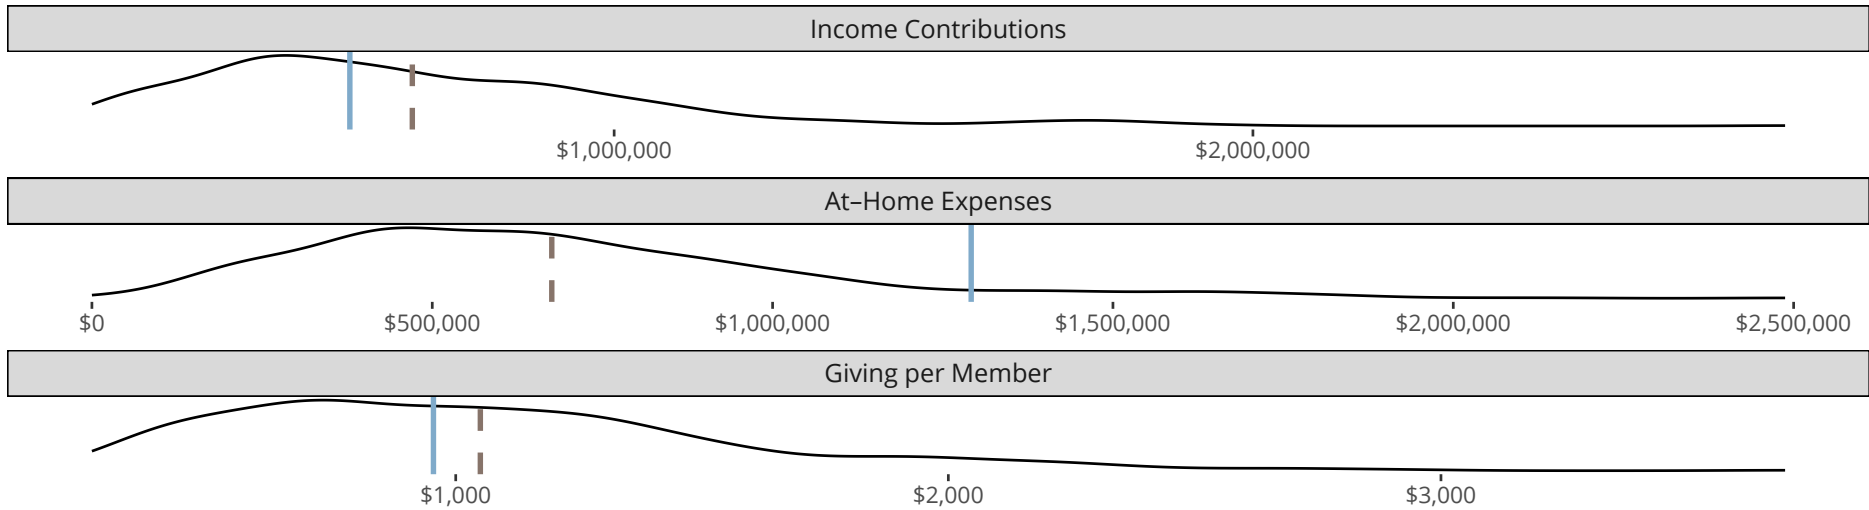 Income Contributions
$1,000,000 $2,000,000
At–Home Expenses
$0 $500,000 $1,000,000 $1,500,000 $2,000,000 $2,500,000
Giving per Member
$1,000 $2,000 $3,000